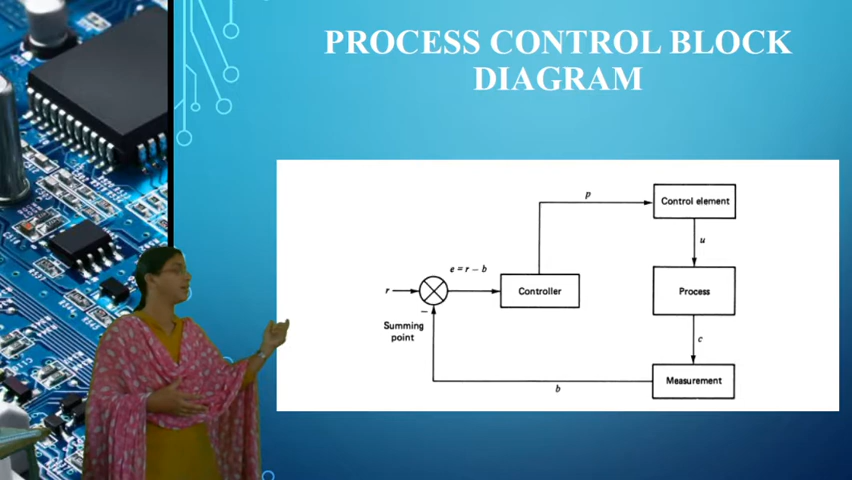 PROCESS CONTROL BLOCK
DIAGRAM
p
Control element
u
e = r – b
r
Controller
Process
–
Summing
point
c
Measurement
b